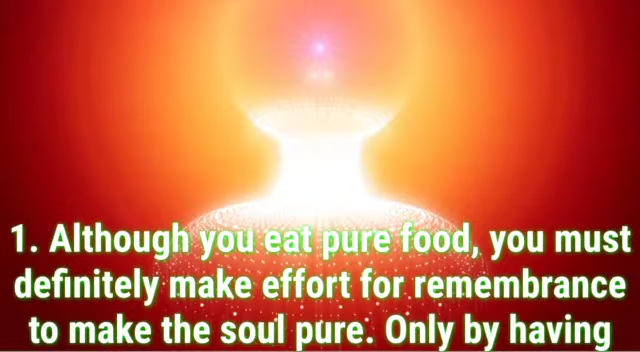 1. Although you eat pure food, you must
definitely make effort for remembrance
to make the soul pure. Only by having